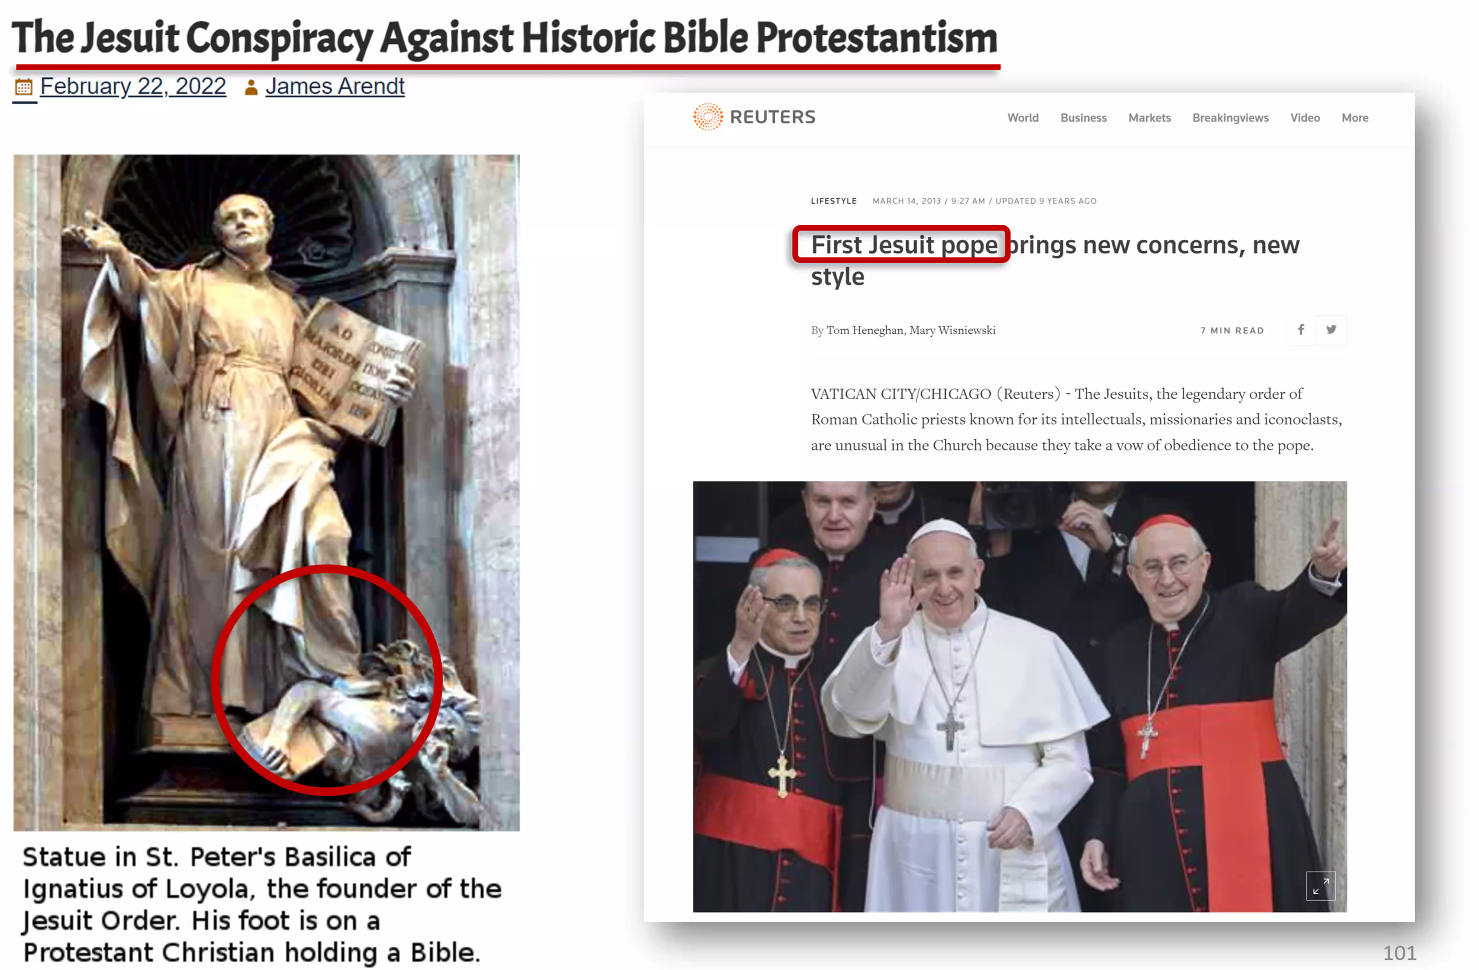 The Jesuit Conspiracy Against Historic Bible Protestantism
February 22, 2022 James Arendt
AD
MAIOREM
DEI
GLORIAM
Statue in St. Peter's Basilica of
Ignatius of Loyola, the founder of the
Jesuit Order. His foot is on a
Protestant Christian holding a Bible.
REUTERS
World Business Markets Breakingviews Video More
LIFESTYLE MARCH 14, 2013 / 9:27 AM / UPDATED 9 YEARS AGO
First Jesuit pope brings new concerns, new
style
By Tom Heneghan, Mary Wisniewski
7 MIN READ
VATICAN CITY/CHICAGO (Reuters) - The Jesuits, the legendary order of
Roman Catholic priests known for its intellectuals, missionaries and iconoclasts,
are unusual in the Church because they take a vow of obedience to the pope.
101